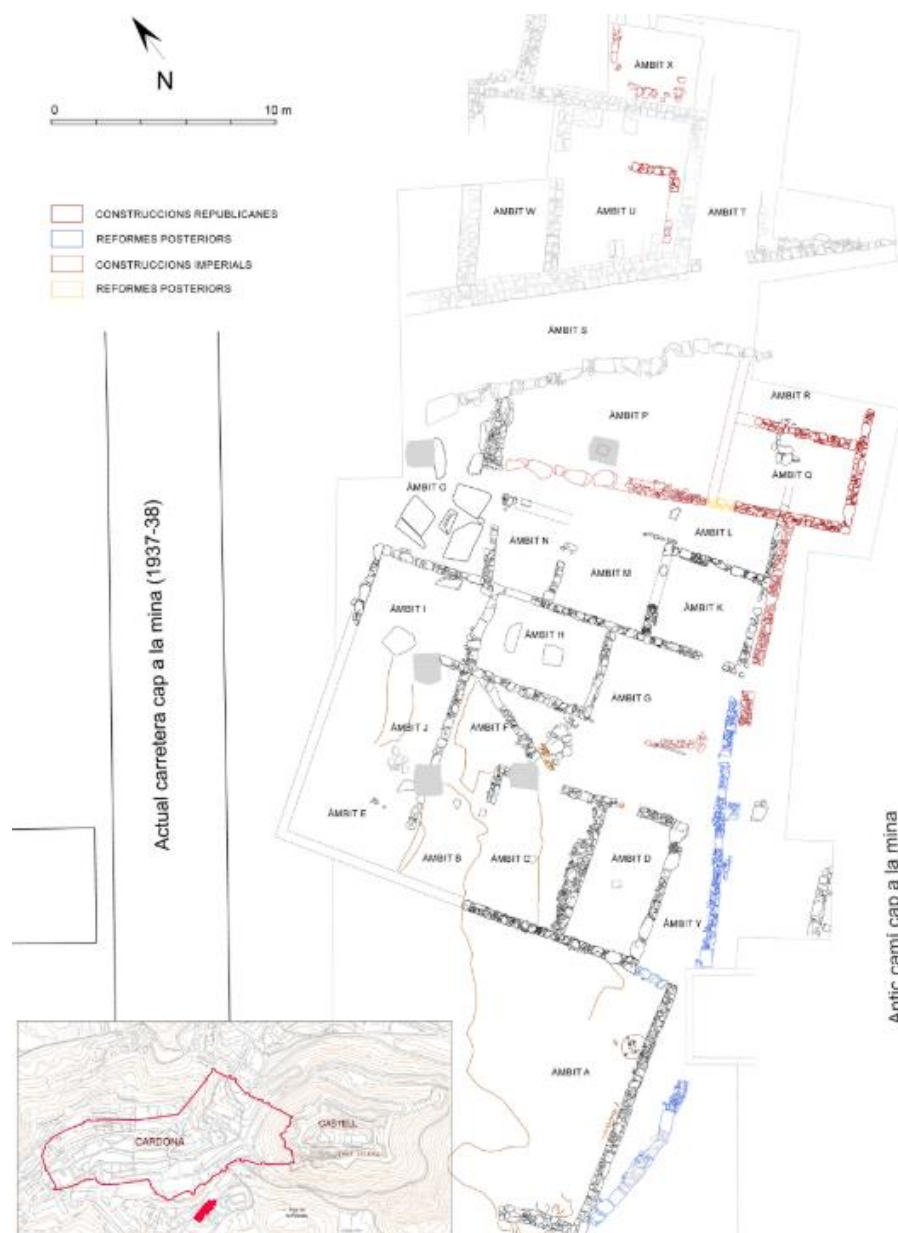 N
0 10 m
CONSTRUCCIONS REPUBLICANES
REFORMES POSTERIORS
CONSTRUCCIONS IMPERIALS
REFORMES POSTERIORS
ÀMBIT X
ÀMBIT W
ÀMBIT U
ÀMBIT T
ÀMBIT S
ÀMBIT R
ÀMBIT P
ÀMBIT Q
ÀMBIT O
ÀMBIT L
ÀMBIT N
ÀMBIT M
ÀMBIT K
ÀMBIT I
ÀMBIT H
ÀMBIT G
ÀMBIT J
ÀMBIT F
ÀMBIT E
ÀMBIT B
ÀMBIT C
ÀMBIT D
ÀMBIT Y
ÀMBIT A
Actual carretera cap a la mina (1937-38)
Antic camí cap a la mina
CARDONA
CASTELL